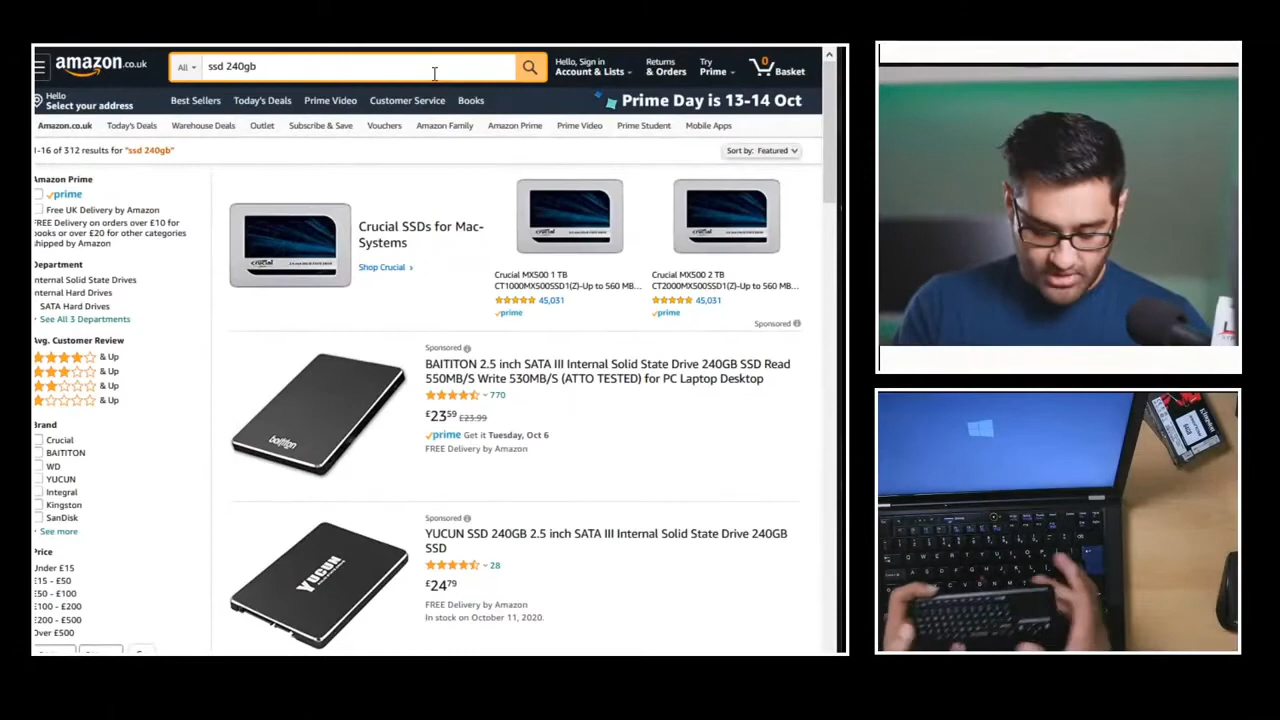 amazon.co.uk
All
ssd 240gb
Hello, Sign in
Account & Lists
Returns
& Orders
Try
Prime
0
Basket
Hello
Select your address
Best Sellers
Today's Deals
Prime Video
Customer Service
Books
Prime Day is 13-14 Oct
Amazon.co.uk
Today's Deals
Warehouse Deals
Outlet
Subscribe & Save
Vouchers
Amazon Family
Amazon Prime
Prime Video
Prime Student
Mobile Apps
1-16 of 312 results for "ssd 240gb"
Sort by: Featured
Amazon Prime
prime
Free UK Delivery by Amazon
FREE Delivery on orders over £10 for
books or over £20 for other categories
shipped by Amazon
Department
Internal Solid State Drives
Internal Hard Drives
SATA Hard Drives
See All 3 Departments
Avg. Customer Review
& Up
& Up
& Up
& Up
Brand
Crucial
BAITITON
WD
YUCUN
Integral
Kingston
SanDisk
See more
Price
Under £15
£15 - £50
£50 - £100
£100 - £200
£200 - £500
Over £500
crucial
Crucial SSDs for Mac-
Systems
Shop Crucial ›
crucial
Crucial MX500 1 TB
CT1000MX500SSD1(Z)-Up to 560 MB...
45,031
prime
crucial
Crucial MX500 2 TB
CT2000MX500SSD1(Z)-Up to 560 MB...
45,031
prime
Sponsored
Sponsored
baititon
BAITITON 2.5 inch SATA III Internal Solid State Drive 240GB SSD Read
550MB/S Write 530MB/S (ATTO TESTED) for PC Laptop Desktop
770
£2359 £23.99
prime Get it Tuesday, Oct 6
FREE Delivery by Amazon
Sponsored
YUCUN
YUCUN SSD 240GB 2.5 inch SATA III Internal Solid State Drive 240GB
SSD
28
£2479
FREE Delivery by Amazon
In stock on October 11, 2020.